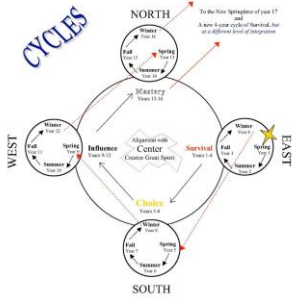 CYCLES
NORTH
To the New Springtime of year 17
and
A new 4-year cycle of Survival, but
at a different level of integration
Winter
Year 16
Fall
Year 15
Spring
Year 13
Summer
Year 14
Mastery
Years 13-16
WEST
Winter
Year 12
Fall
Year 11
Spring
Year 9
Summer
Year 10
Influence
Years 9-12
Alignment with
Center
Creator Great Spirit
Survival
Years 1-4
Winter
Year 4
Fall
Spring
Year 1
Summer
Year 2
EAST
Choice
Years 5-8
Winter
Year 8
Fall
Year 7
Spring
Year 5
Summer
Year 6
SOUTH